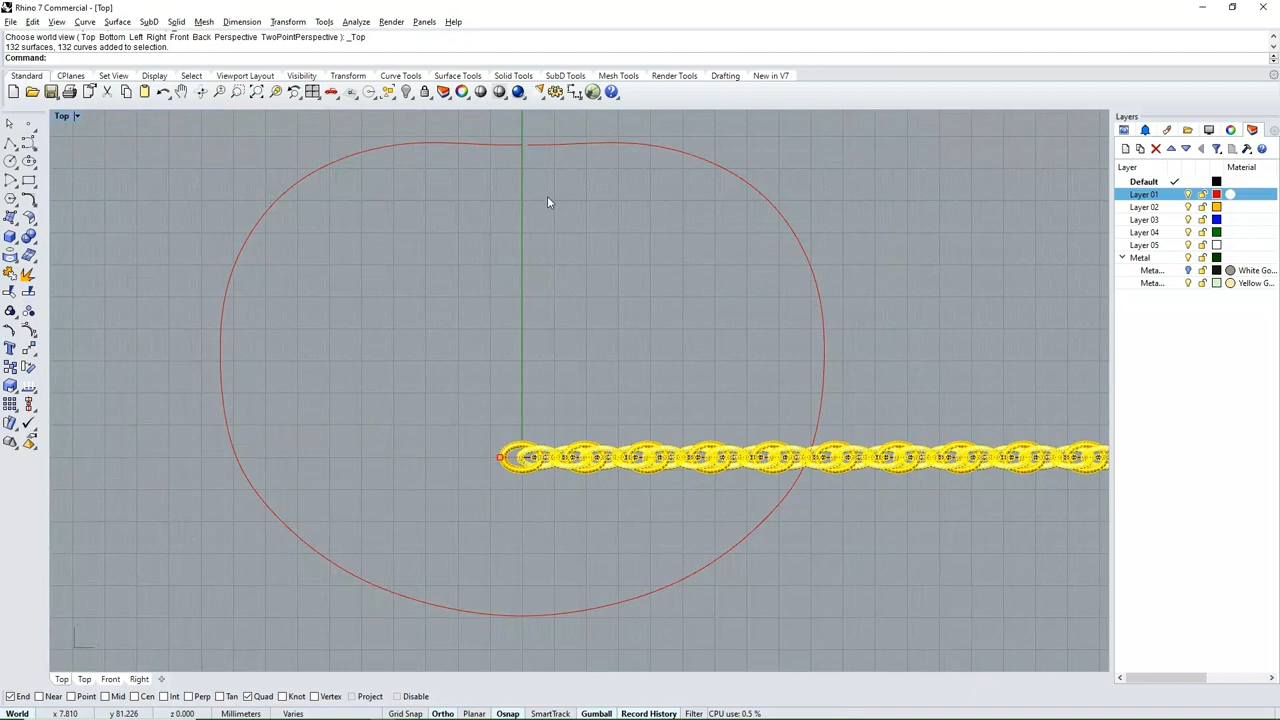 Rhino 7 Commercial - [Top]
File Edit View Curve Surface SubD Solid Mesh Dimension Transform Tools Analyze Render Panels Help
Choose world view ( Top Bottom Left Right Front Back Perspective TwoPointPerspective ): _Top
132 surfaces, 132 curves added to selection.
Command:
Standard CPlanes Set View Display Select Viewport Layout Visibility Transform Curve Tools Surface Tools Solid Tools SubD Tools Mesh Tools Render Tools Drafting New in V7
Top
Layers
Layer Material
Default
Layer 01
Layer 02
Layer 03
Layer 04
Layer 05
Metal
Meta... White Go...
Meta... Yellow G...
Top Top Front Right
End Near Point Mid Cen Int Perp Tan Quad Knot Vertex Project Disable
World x 7.810 y 81.226 z 0.000 Millimeters Varies Grid Snap Ortho Planar Osnap SmartTrack Gumball Record History Filter CPU use: 0.5 %